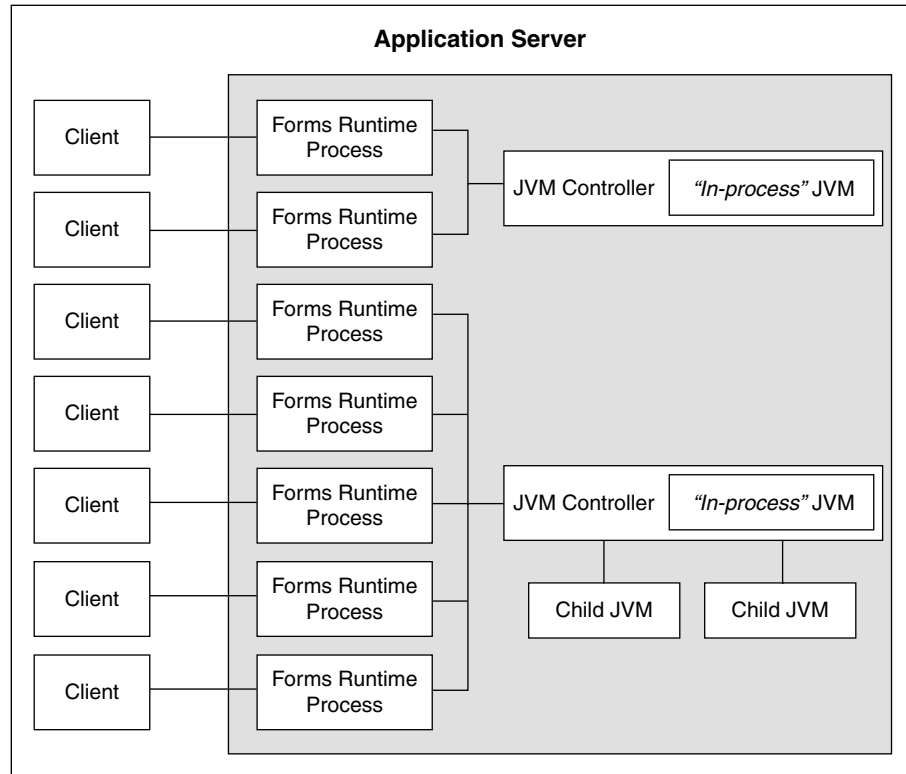 Application Server
Client
Forms Runtime
Process
Client
Forms Runtime
Process
JVM Controller
“In-process” JVM
Client
Forms Runtime
Process
Client
Forms Runtime
Process
Client
Forms Runtime
Process
JVM Controller
“In-process” JVM
Client
Forms Runtime
Process
Child JVM
Child JVM
Client
Forms Runtime
Process